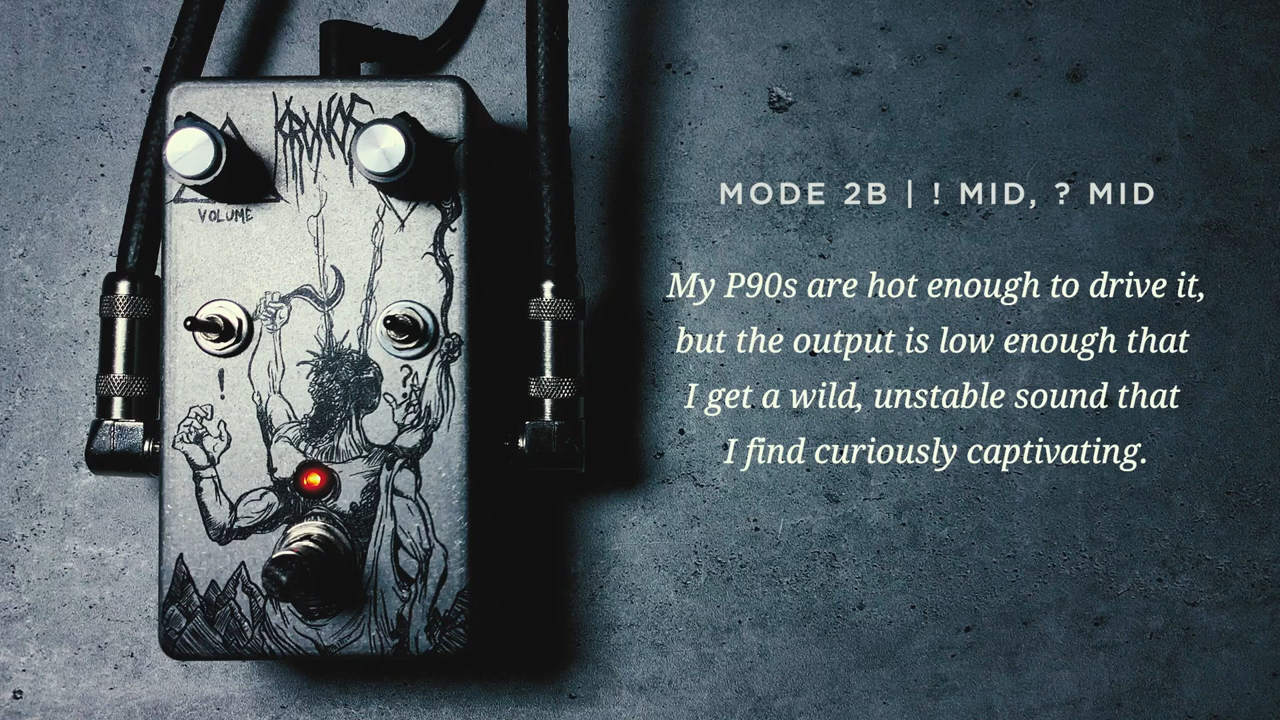 KRONOS
VOLUME
!
?
MODE 2B | ! MID, ? MID
My P90s are hot enough to drive it,
but the output is low enough that
I get a wild, unstable sound that
I find curiously captivating.